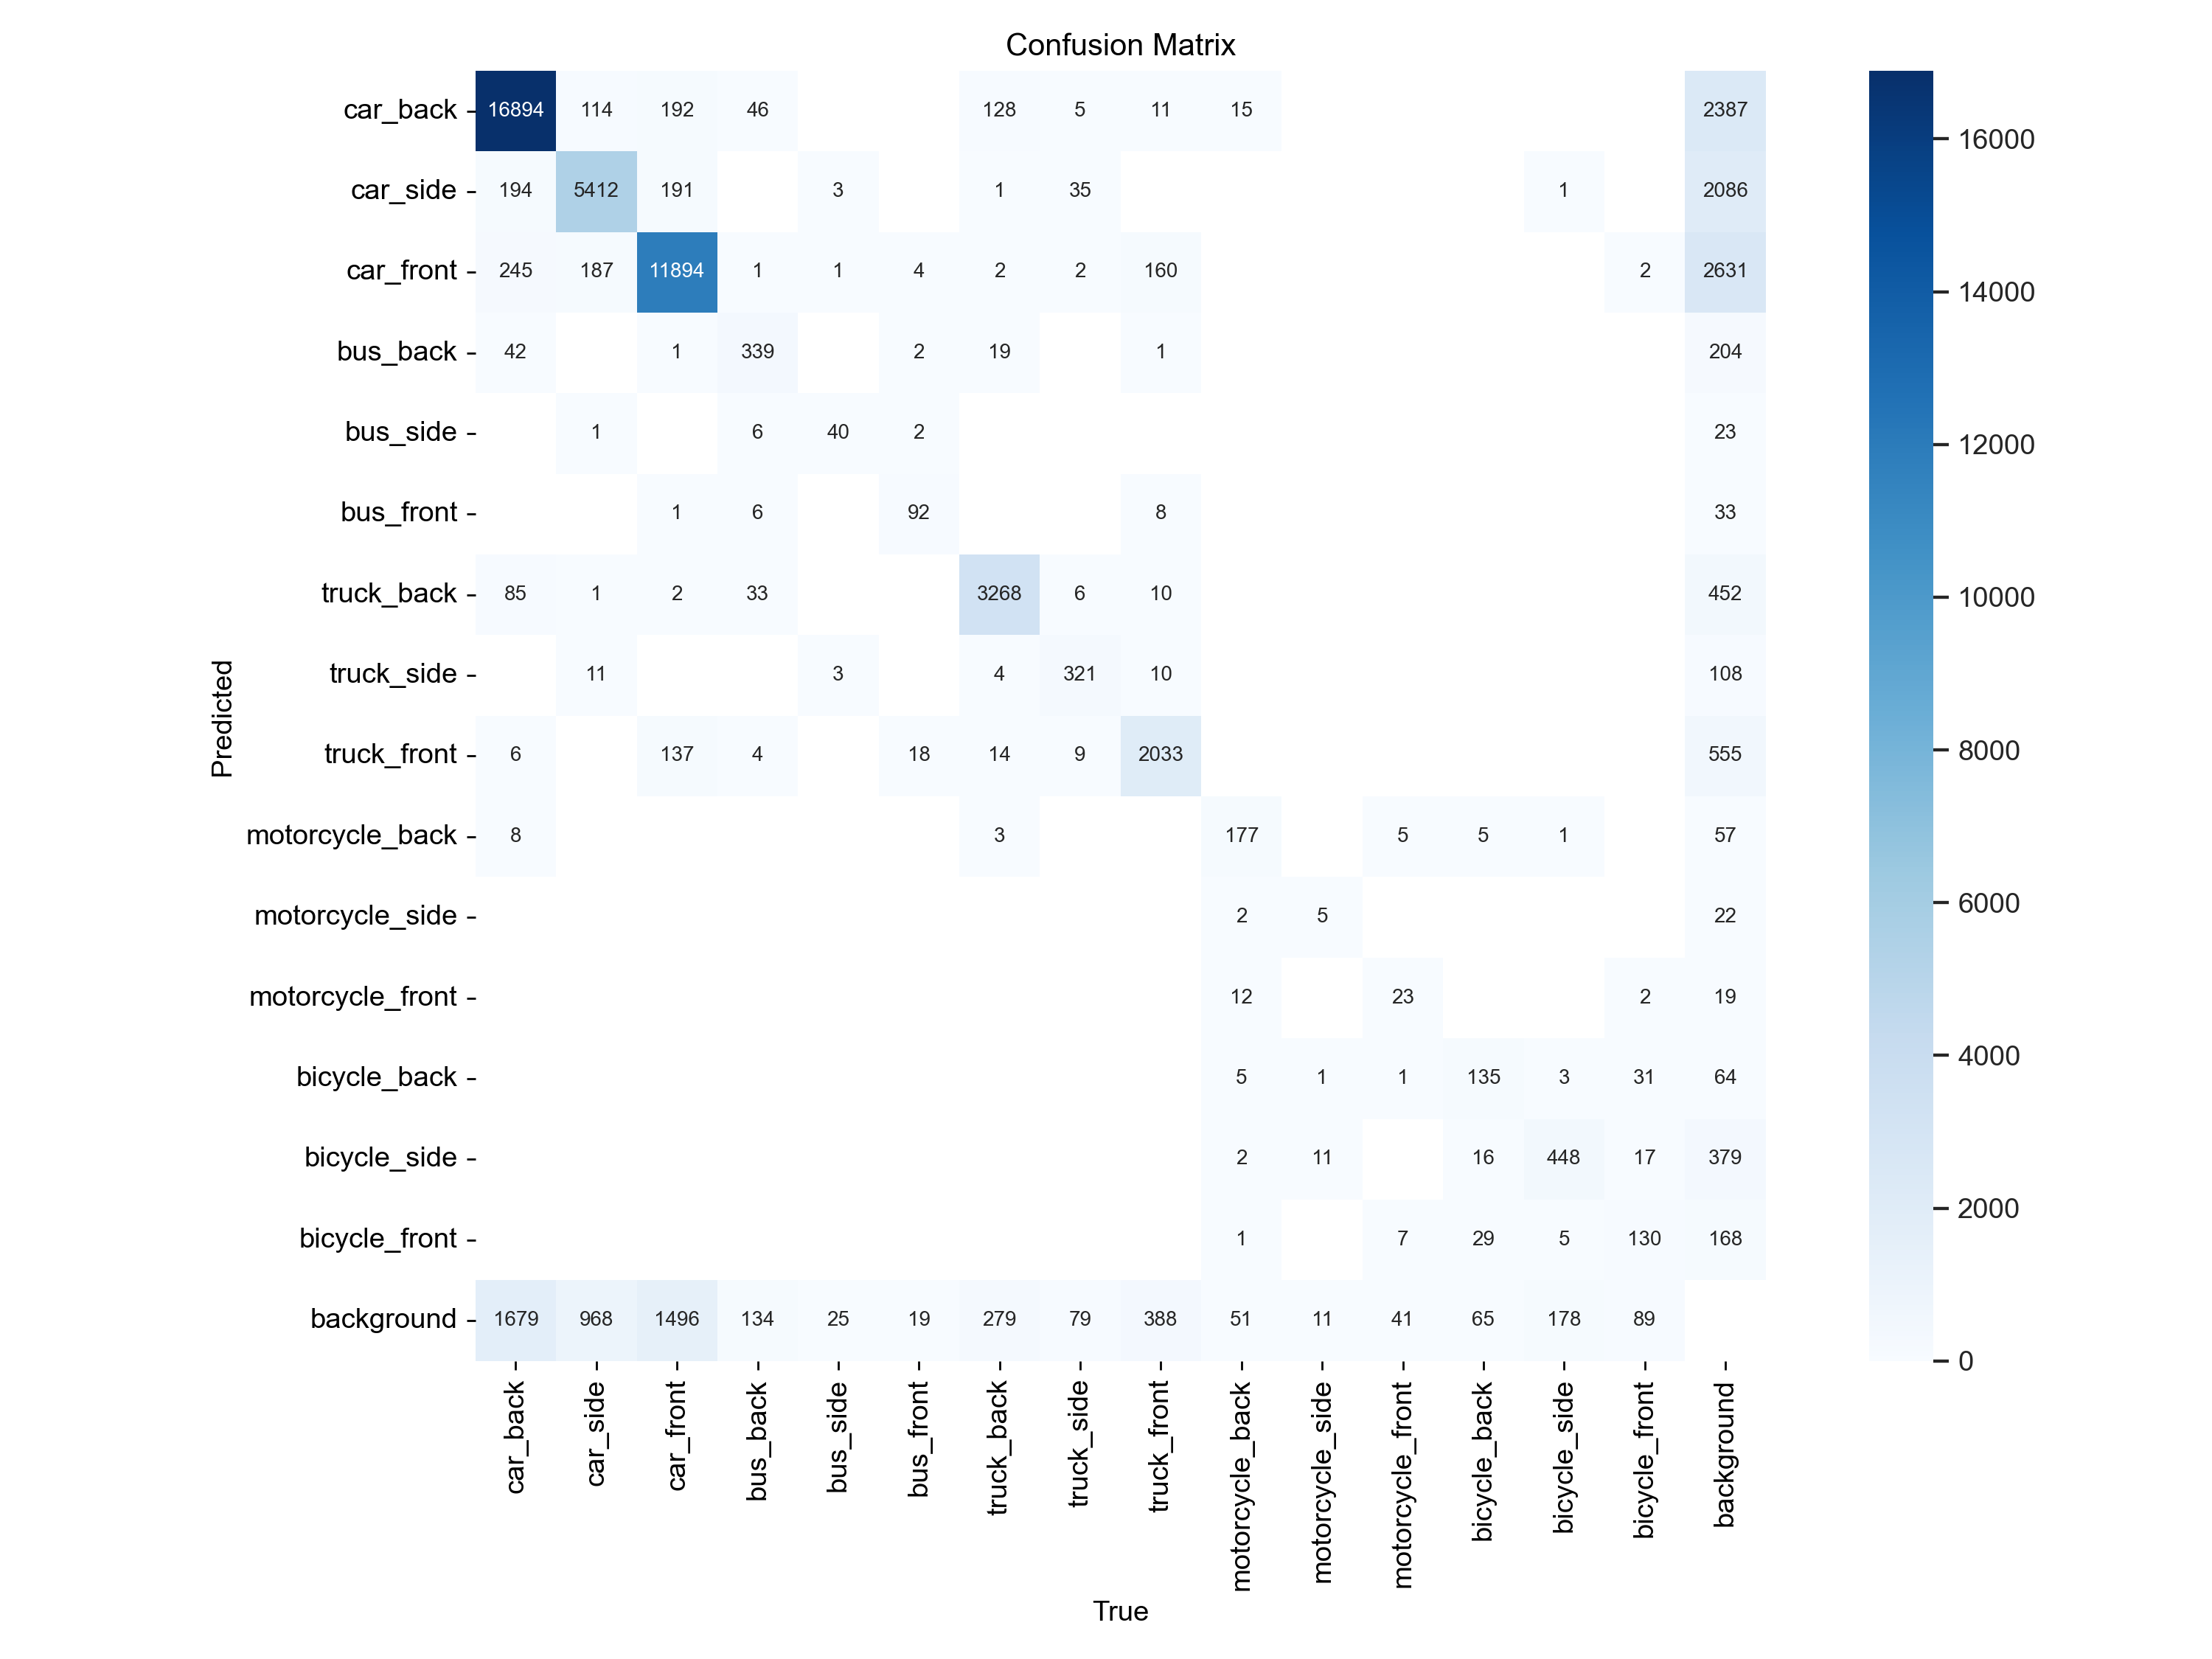 Confusion Matrix
car_back 16894 114 192 46 128 5 11 15 2387
car_side 194 5412 191 3 1 35 1 2086
car_front 245 187 11894 1 1 4 2 2 160 2 2631
bus_back 42 1 339 2 19 1 204
bus_side 1 6 40 2 23
bus_front 1 6 92 8 33
truck_back 85 1 2 33 3268 6 10 452
truck_side 11 3 4 321 10 108
truck_front 6 137 4 18 14 9 2033 555
motorcycle_back 8 3 177 5 5 1 57
motorcycle_side 2 5 22
motorcycle_front 12 23 2 19
bicycle_back 5 1 1 135 3 31 64
bicycle_side 2 11 16 448 17 379
bicycle_front 1 7 29 5 130 168
background 1679 968 1496 134 25 19 279 79 388 51 11 41 65 178 89
Predicted
car_back
car_side
car_front
bus_back
bus_side
bus_front
truck_back
truck_side
truck_front
motorcycle_back
motorcycle_side
motorcycle_front
bicycle_back
bicycle_side
bicycle_front
background
True
16000
14000
12000
10000
8000
6000
4000
2000
0